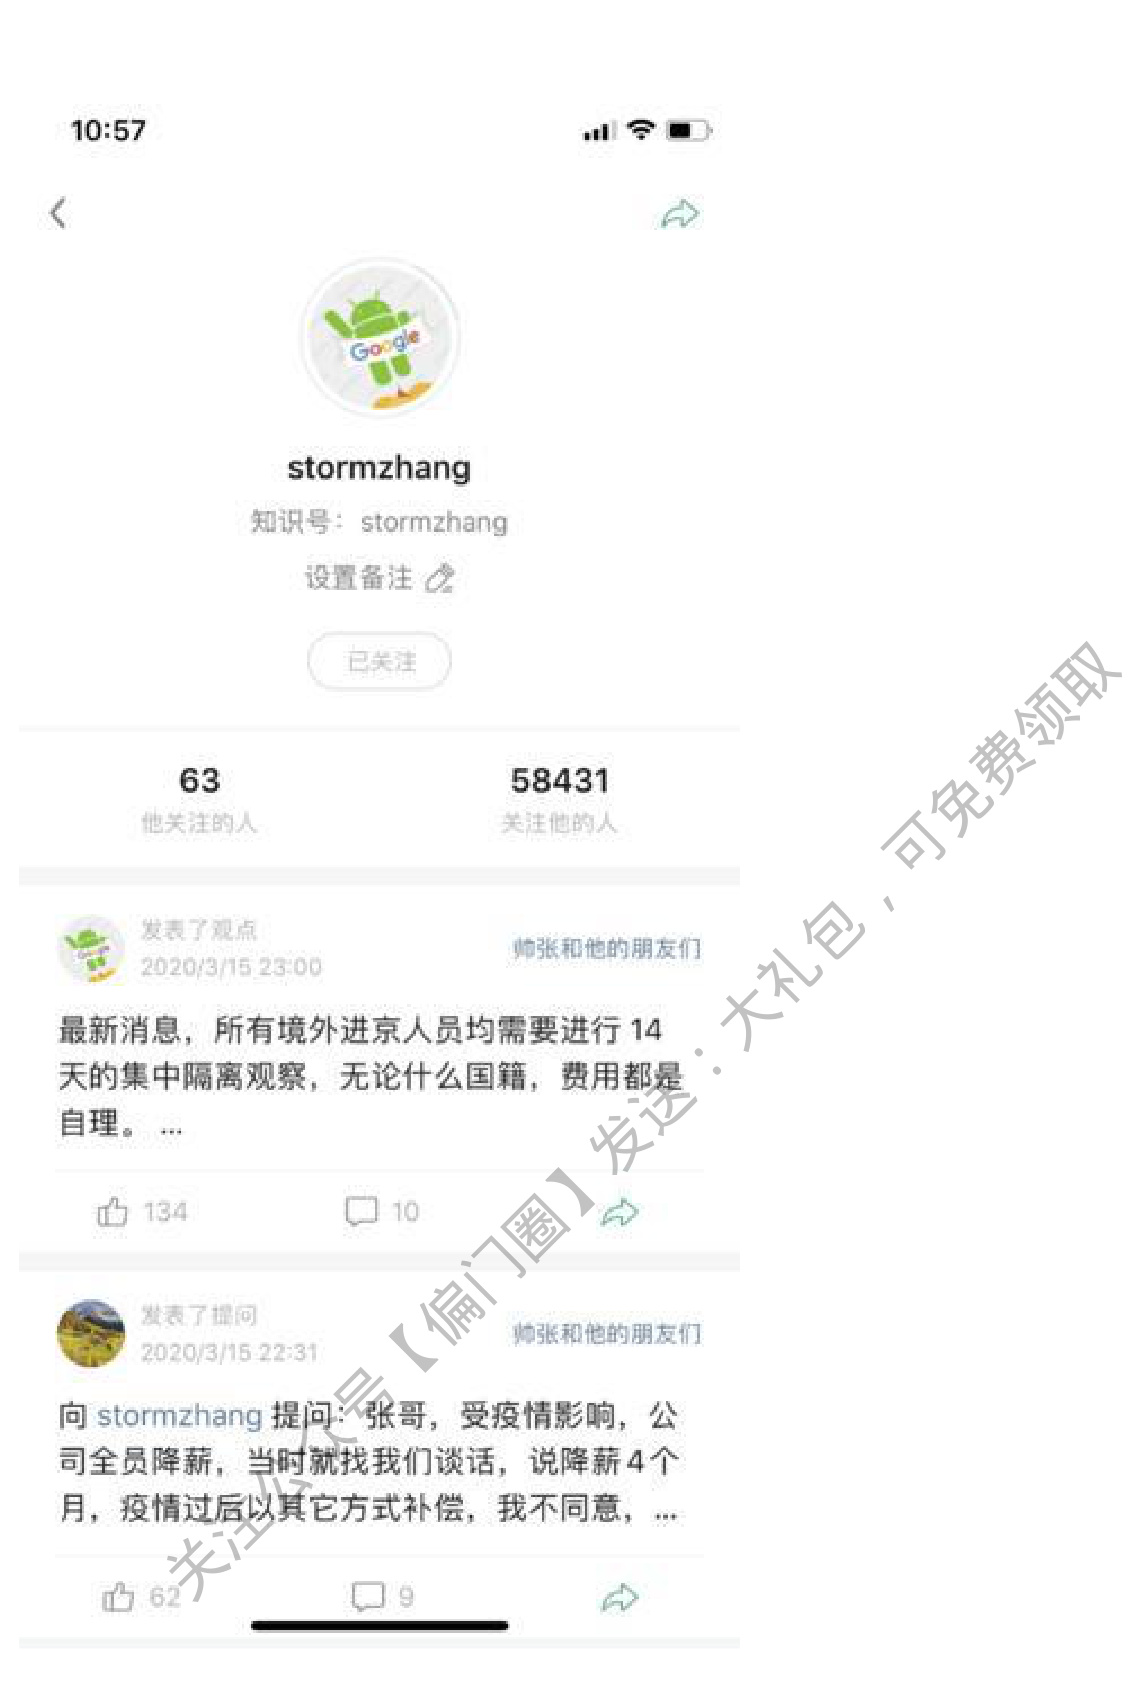 10:57
Google
stormzhang
知识号： stormzhang
设置备注
已关注
63
58431
他关注的人
关注他的人
发表了观点
2020/3/15 23:00
帅张和他的朋友们
最新消息，所有境外进京人员均需要进行 14
天的集中隔离观察，无论什么国籍，费用都是
自理。 ...
134
10
发表了提问
2020/3/15 22:31
帅张和他的朋友们
向 stormzhang 提问：张哥，受疫情影响，公
司全员降薪，当时就找我们谈话，说降薪4个
月，疫情过后以其它方式补偿，我不同意，...
62
9
关注公众号【偏门圈】发送：大礼包，可免费领取